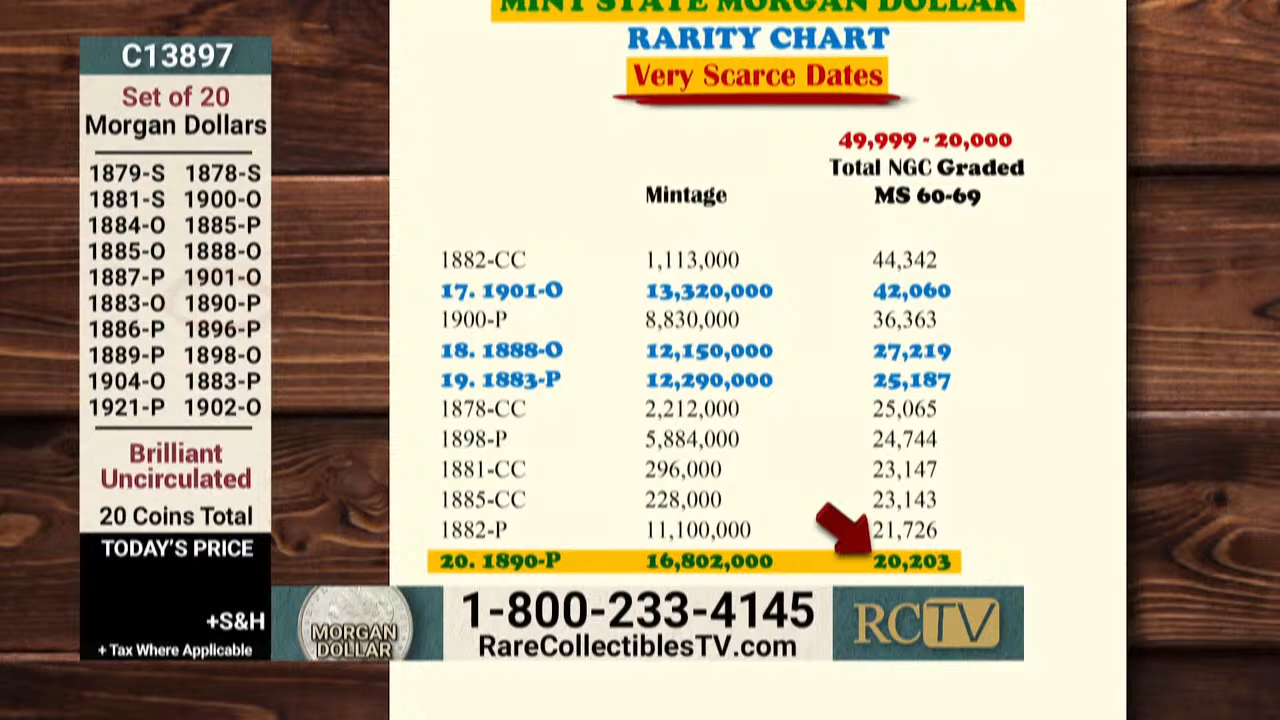 C13897
Set of 20
Morgan Dollars
1879-S 1878-S
1881-S 1900-O
1884-O 1885-P
1885-O 1888-O
1887-P 1901-O
1883-O 1890-P
1886-P 1896-P
1889-P 1898-O
1904-O 1883-P
1921-P 1902-O
Brilliant
Uncirculated
20 Coins Total
TODAY'S PRICE
+S&H
+ Tax Where Applicable
MINT STATE MORGAN DOLLAR
RARITY CHART
Very Scarce Dates
49,999 - 20,000
Total NGC Graded
Mintage MS 60-69
1882-CC 1,113,000 44,342
17. 1901-O 13,320,000 42,060
1900-P 8,830,000 36,363
18. 1888-O 12,150,000 27,219
19. 1883-P 12,290,000 25,187
1878-CC 2,212,000 25,065
1898-P 5,884,000 24,744
1881-CC 296,000 23,147
1885-CC 228,000 23,143
1882-P 11,100,000 21,726
20. 1890-P 16,802,000 20,203
MORGAN
DOLLAR
1-800-233-4145
RareCollectiblesTV.com
RCTV